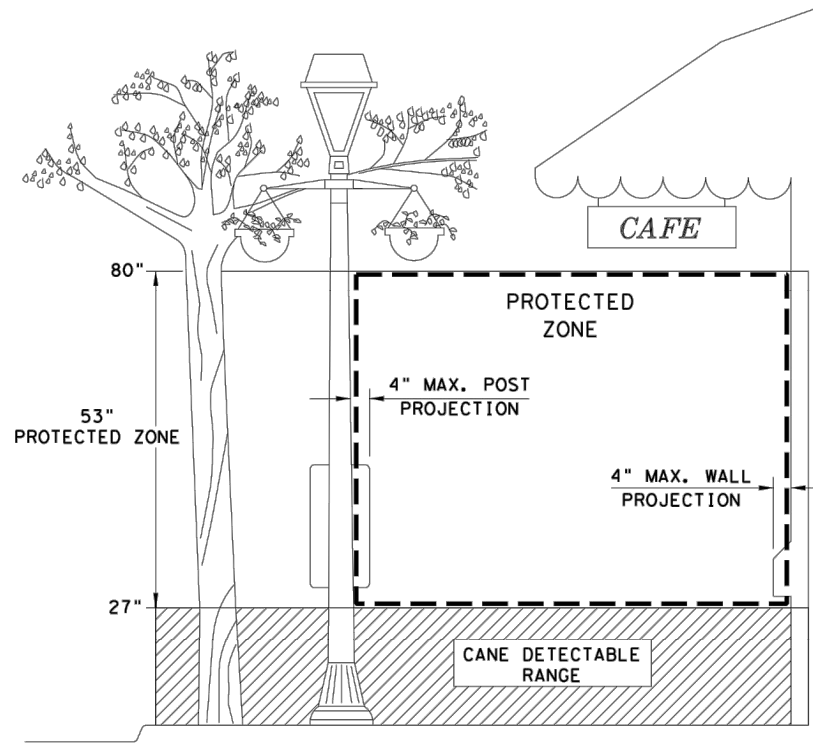 CAFE
80"
PROTECTED
ZONE
4" MAX. POST
PROJECTION
53"
PROTECTED ZONE
4" MAX. WALL
PROJECTION
27"
CANE DETECTABLE
RANGE